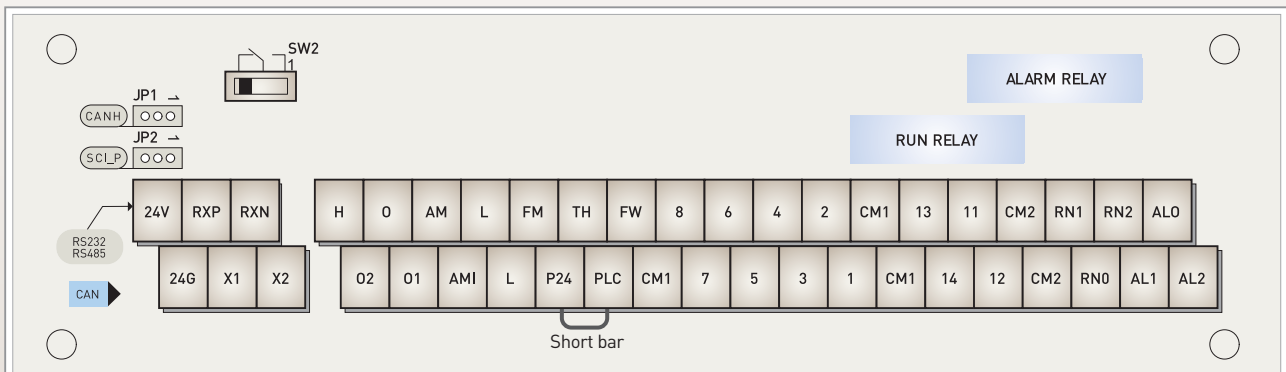 SW2
1
ALARM RELAY
JP1
CANH
RUN RELAY
JP2
SCI_P
24V RXP RXN H O AM L FM TH FW 8 6 4 2 CM1 13 11 CM2 RN1 RN2 AL0
RS232
RS485
24G X1 X2 O2 O1 AMI L P24 PLC CM1 7 5 3 1 CM1 14 12 CM2 RN0 AL1 AL2
CAN
Short bar